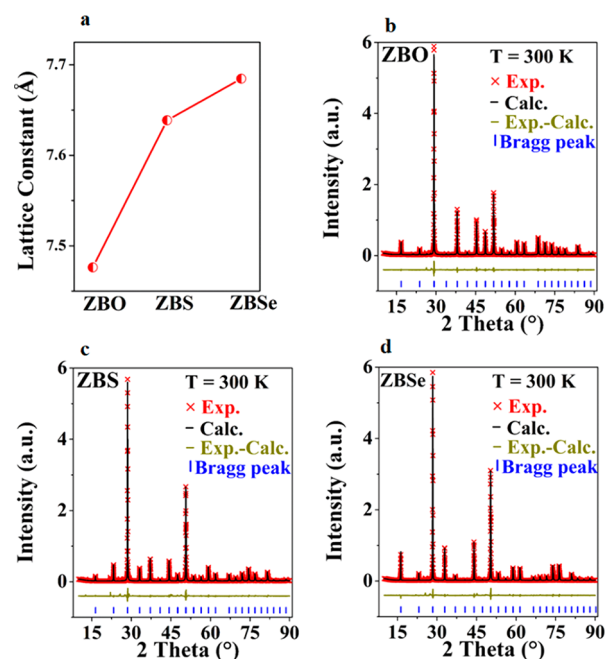 a
Lattice Constant (Å)
7.7
7.6
7.5
ZBO
ZBS
ZBSe
b
ZBO
T = 300 K
Exp.
Calc.
Exp.-Calc.
Bragg peak
Intensity (a.u.)
6
4
2
0
15 30 45 60 75 90
2 Theta (°)
c
ZBS
T = 300 K
Exp.
Calc.
Exp.-Calc.
Bragg peak
Intensity (a.u.)
6
4
2
0
15 30 45 60 75 90
2 Theta (°)
d
ZBSe
T = 300 K
Exp.
Calc.
Exp.-Calc.
Bragg peak
Intensity (a.u.)
6
4
2
0
15 30 45 60 75 90
2 Theta (°)